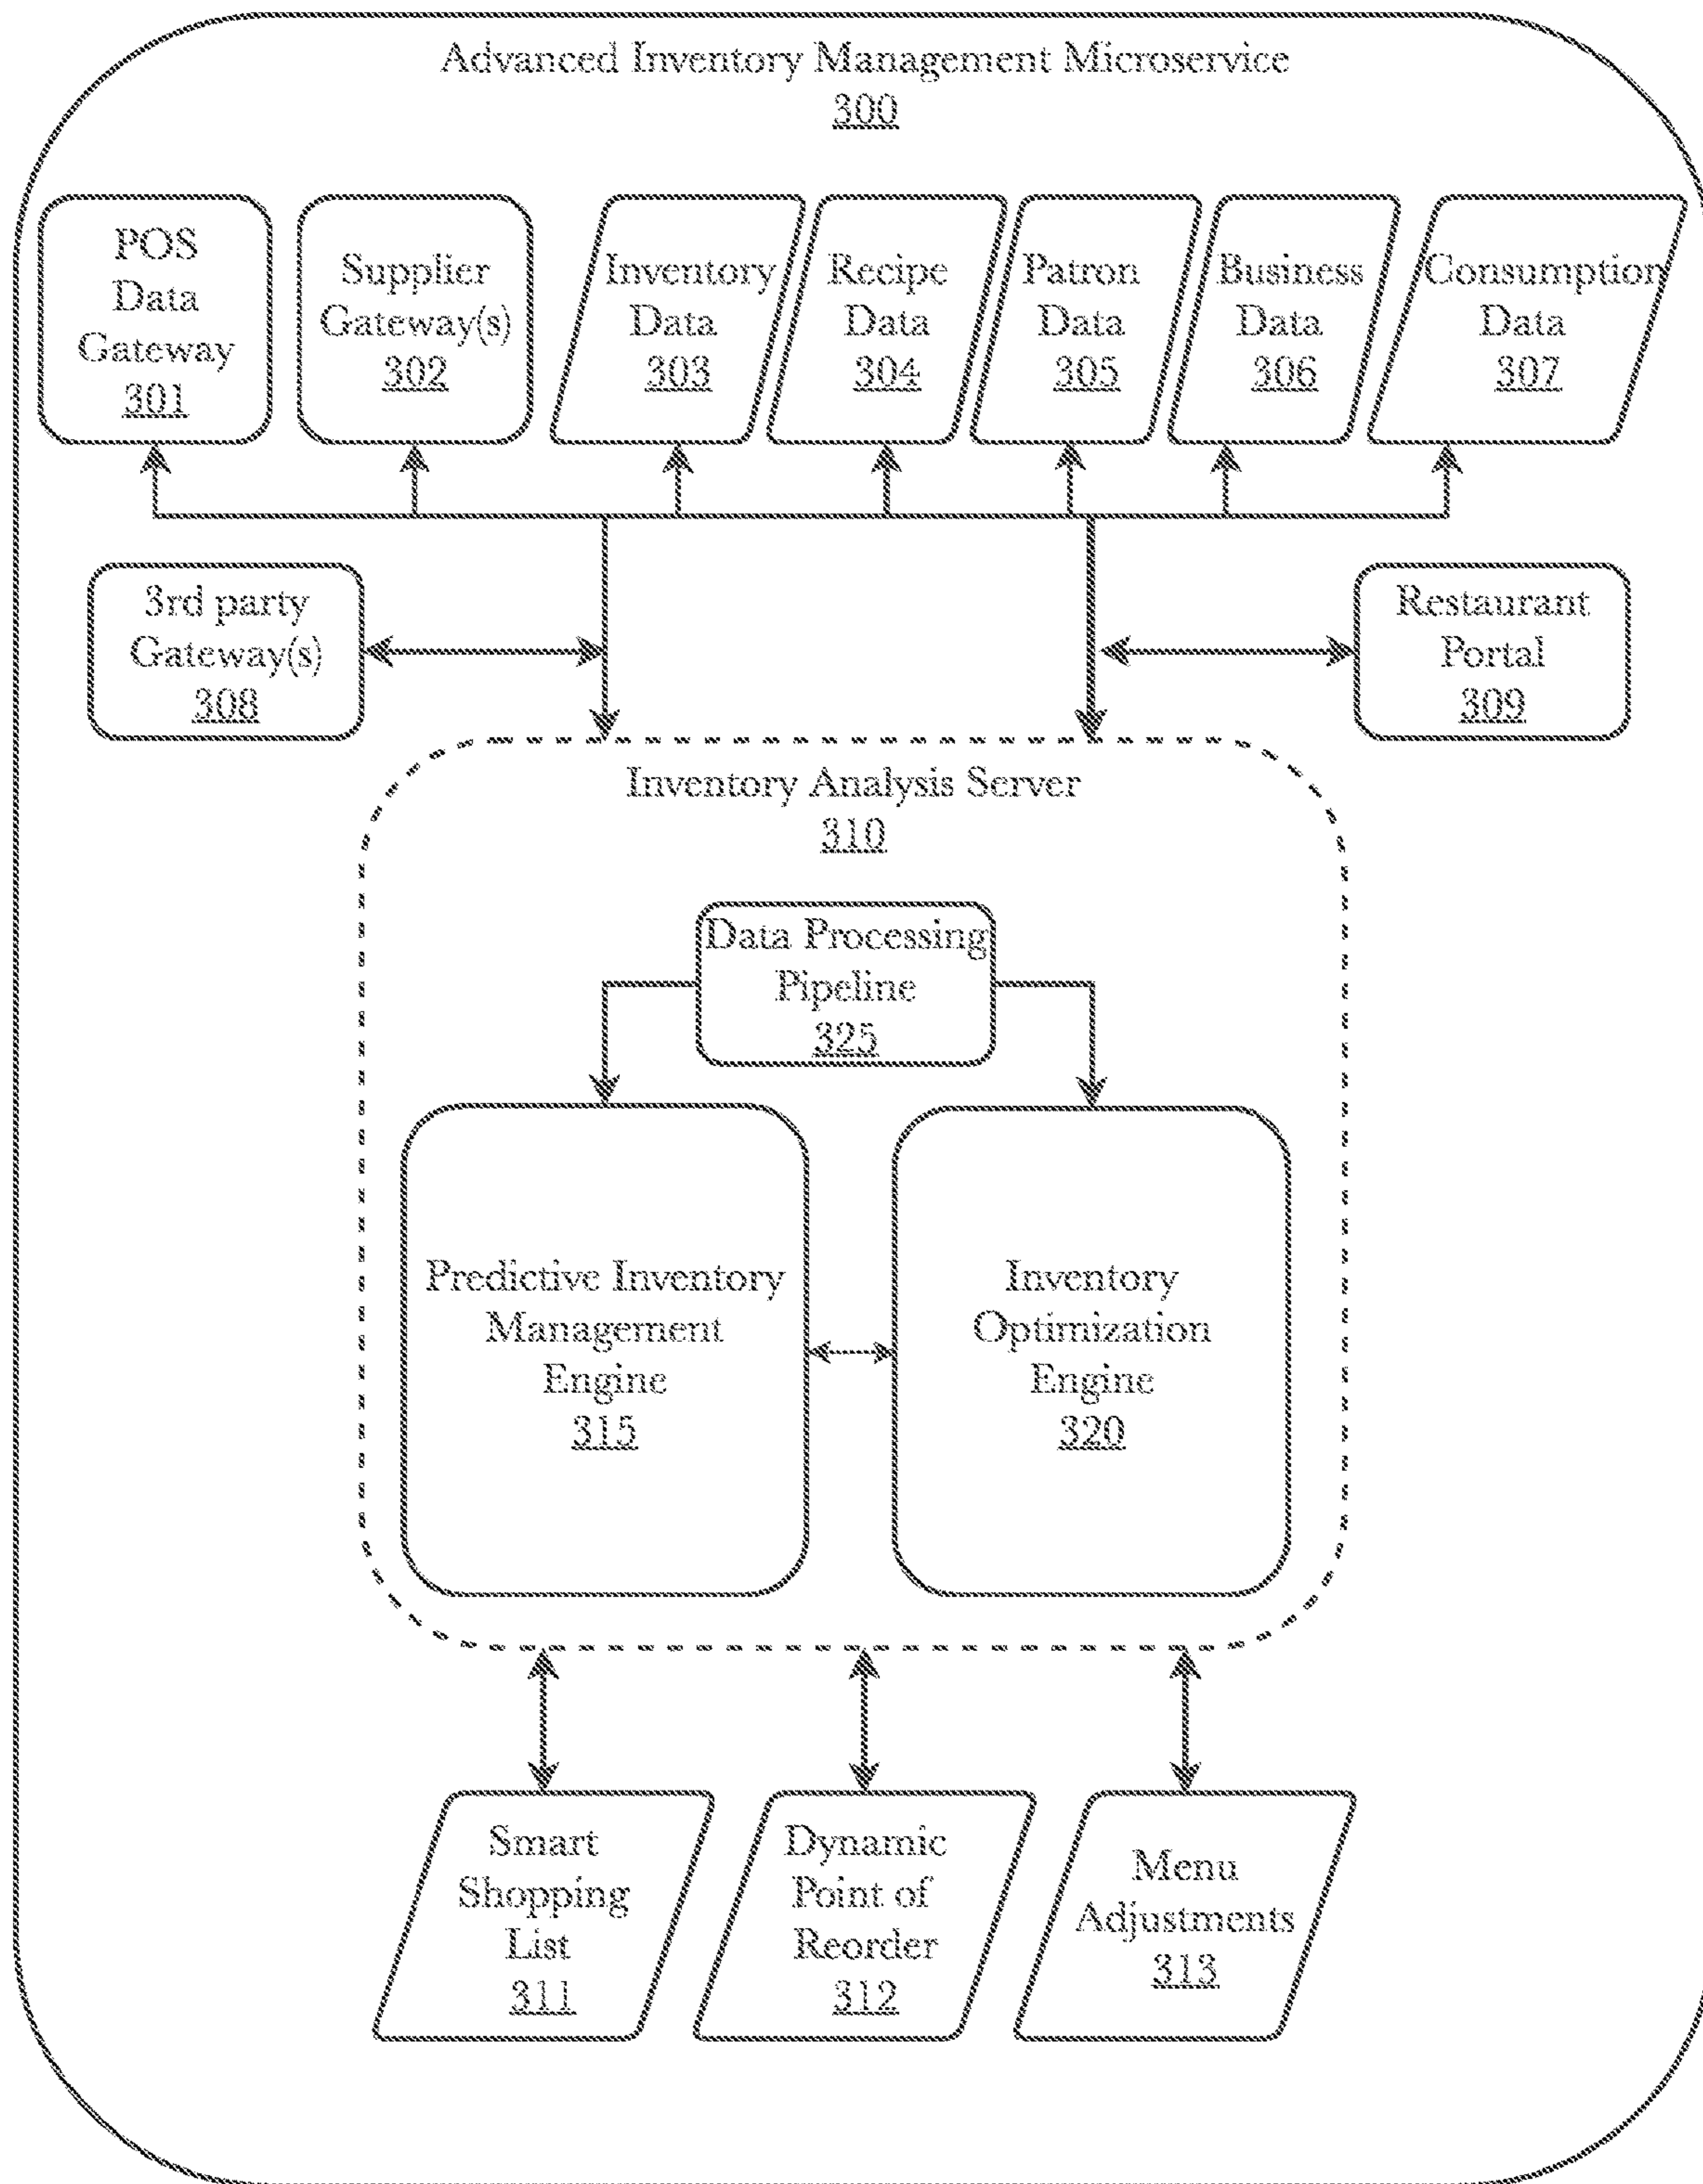 Advanced Inventory Management Microservice
300
POS
Data
Gateway
301
Supplier
Gateway(s)
302
Inventory
Data
303
Recipe
Data
304
Patron
Data
305
Business
Data
306
Consumption
Data
307
3rd party
Gateway(s)
308
Restaurant
Portal
309
Inventory Analysis Server
310
Data Processing
Pipeline
325
Predictive Inventory
Management
Engine
315
Inventory
Optimization
Engine
320
Smart
Shopping
List
311
Dynamic
Point of
Reorder
312
Menu
Adjustments
313